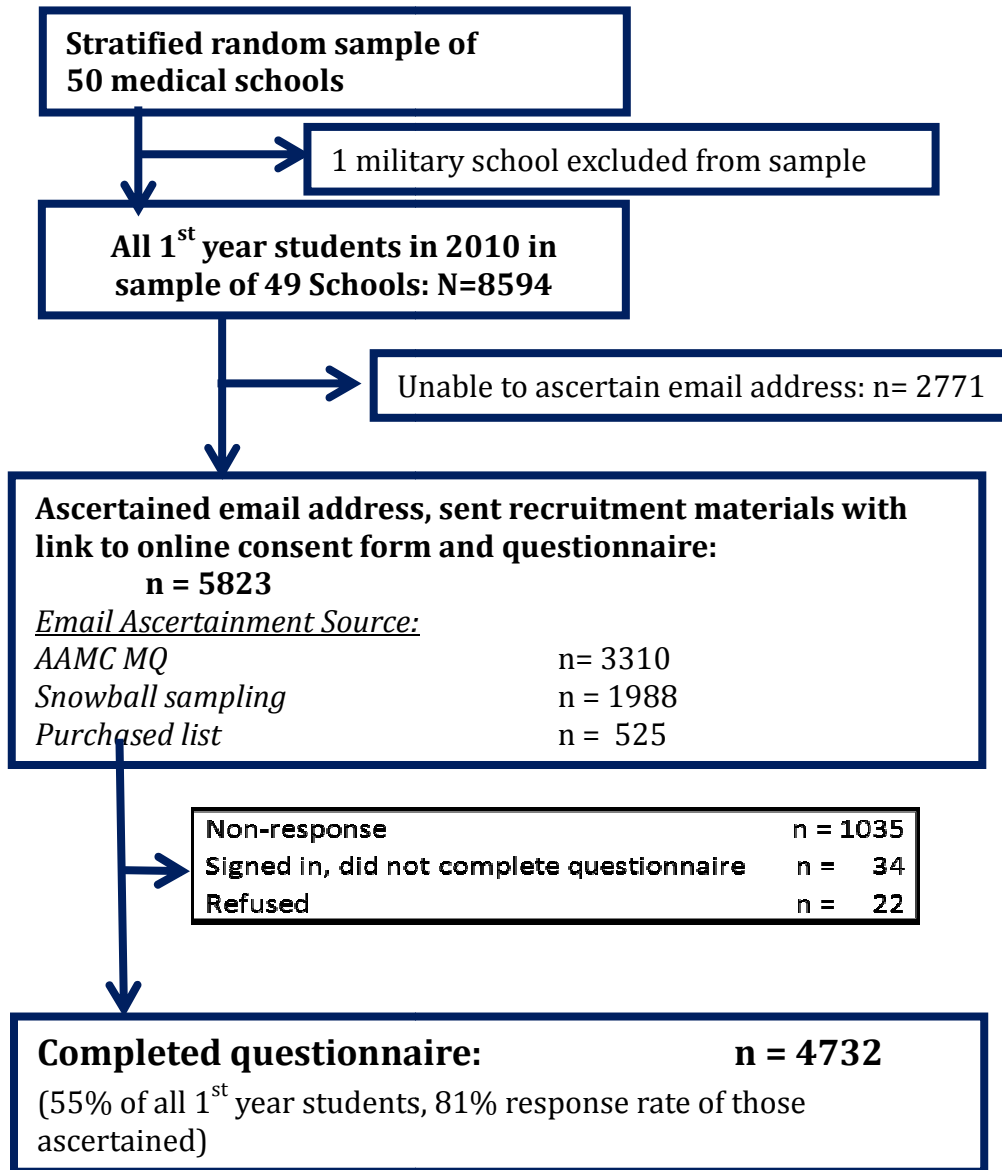 Stratified random sample of
50 medical schools
1 military school excluded from sample
All 1st year students in 2010 in
sample of 49 Schools: N=8594
Unable to ascertain email address: n= 2771
Ascertained email address, sent recruitment materials with
link to online consent form and questionnaire:
n = 5823
Email Ascertainment Source:
AAMC MQ n= 3310
Snowball sampling n = 1988
Purchased list n = 525
Non-response n = 1035
Signed in, did not complete questionnaire n = 34
Refused n = 22
Completed questionnaire: n = 4732
(55% of all 1st year students, 81% response rate of those
ascertained)